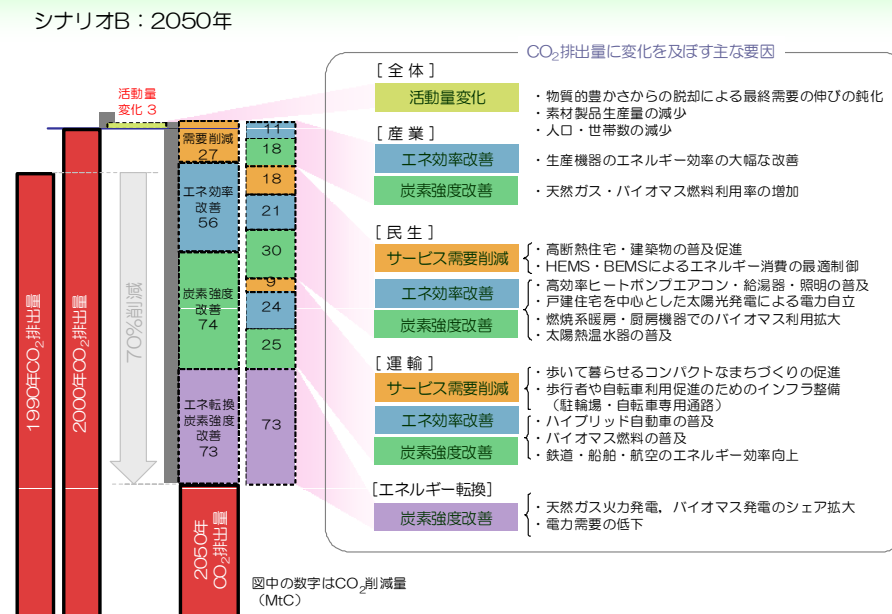 シナリオB：2050年
CO2排出量に変化を及ぼす主な要因
活動量
変化 3
需要削減
27
エネ効率
改善
56
炭素強度
改善
74
エネ転換
炭素強度
改善
73
11
18
18
21
30
9
24
25
73
1990年CO2排出量
2000年CO2排出量
70%削減
2050年
CO2排出量
図中の数字はCO2削減量
（MtC）
［全体］
活動量変化
・物質的豊かさからの脱却による最終需要の伸びの鈍化
・素材製品生産量の減少
・人口・世帯数の減少
［産業］
エネ効率改善
・生産機器のエネルギー効率の大幅な改善
炭素強度改善
・天然ガス・バイオマス燃料利用率の増加
［民生］
サービス需要削減
・高断熱住宅・建築物の普及促進
・HEMS・BEMSによるエネルギー消費の最適制御
エネ効率改善
炭素強度改善
・高効率ヒートポンプエアコン・給湯器・照明の普及
・戸建住宅を中心とした太陽光発電による電力自立
・燃焼系暖房・厨房機器でのバイオマス利用拡大
・太陽熱温水器の普及
［運輸］
サービス需要削減
・歩いて暮らせるコンパクトなまちづくりの促進
・歩行者や自転車利用促進のためのインフラ整備
（駐輪場・自転車専用通路）
エネ効率改善
炭素強度改善
・ハイブリッド自動車の普及
・バイオマス燃料の普及
・鉄道・船舶・航空のエネルギー効率向上
［エネルギー転換］
炭素強度改善
・天然ガス火力発電，バイオマス発電のシェア拡大
・電力需要の低下